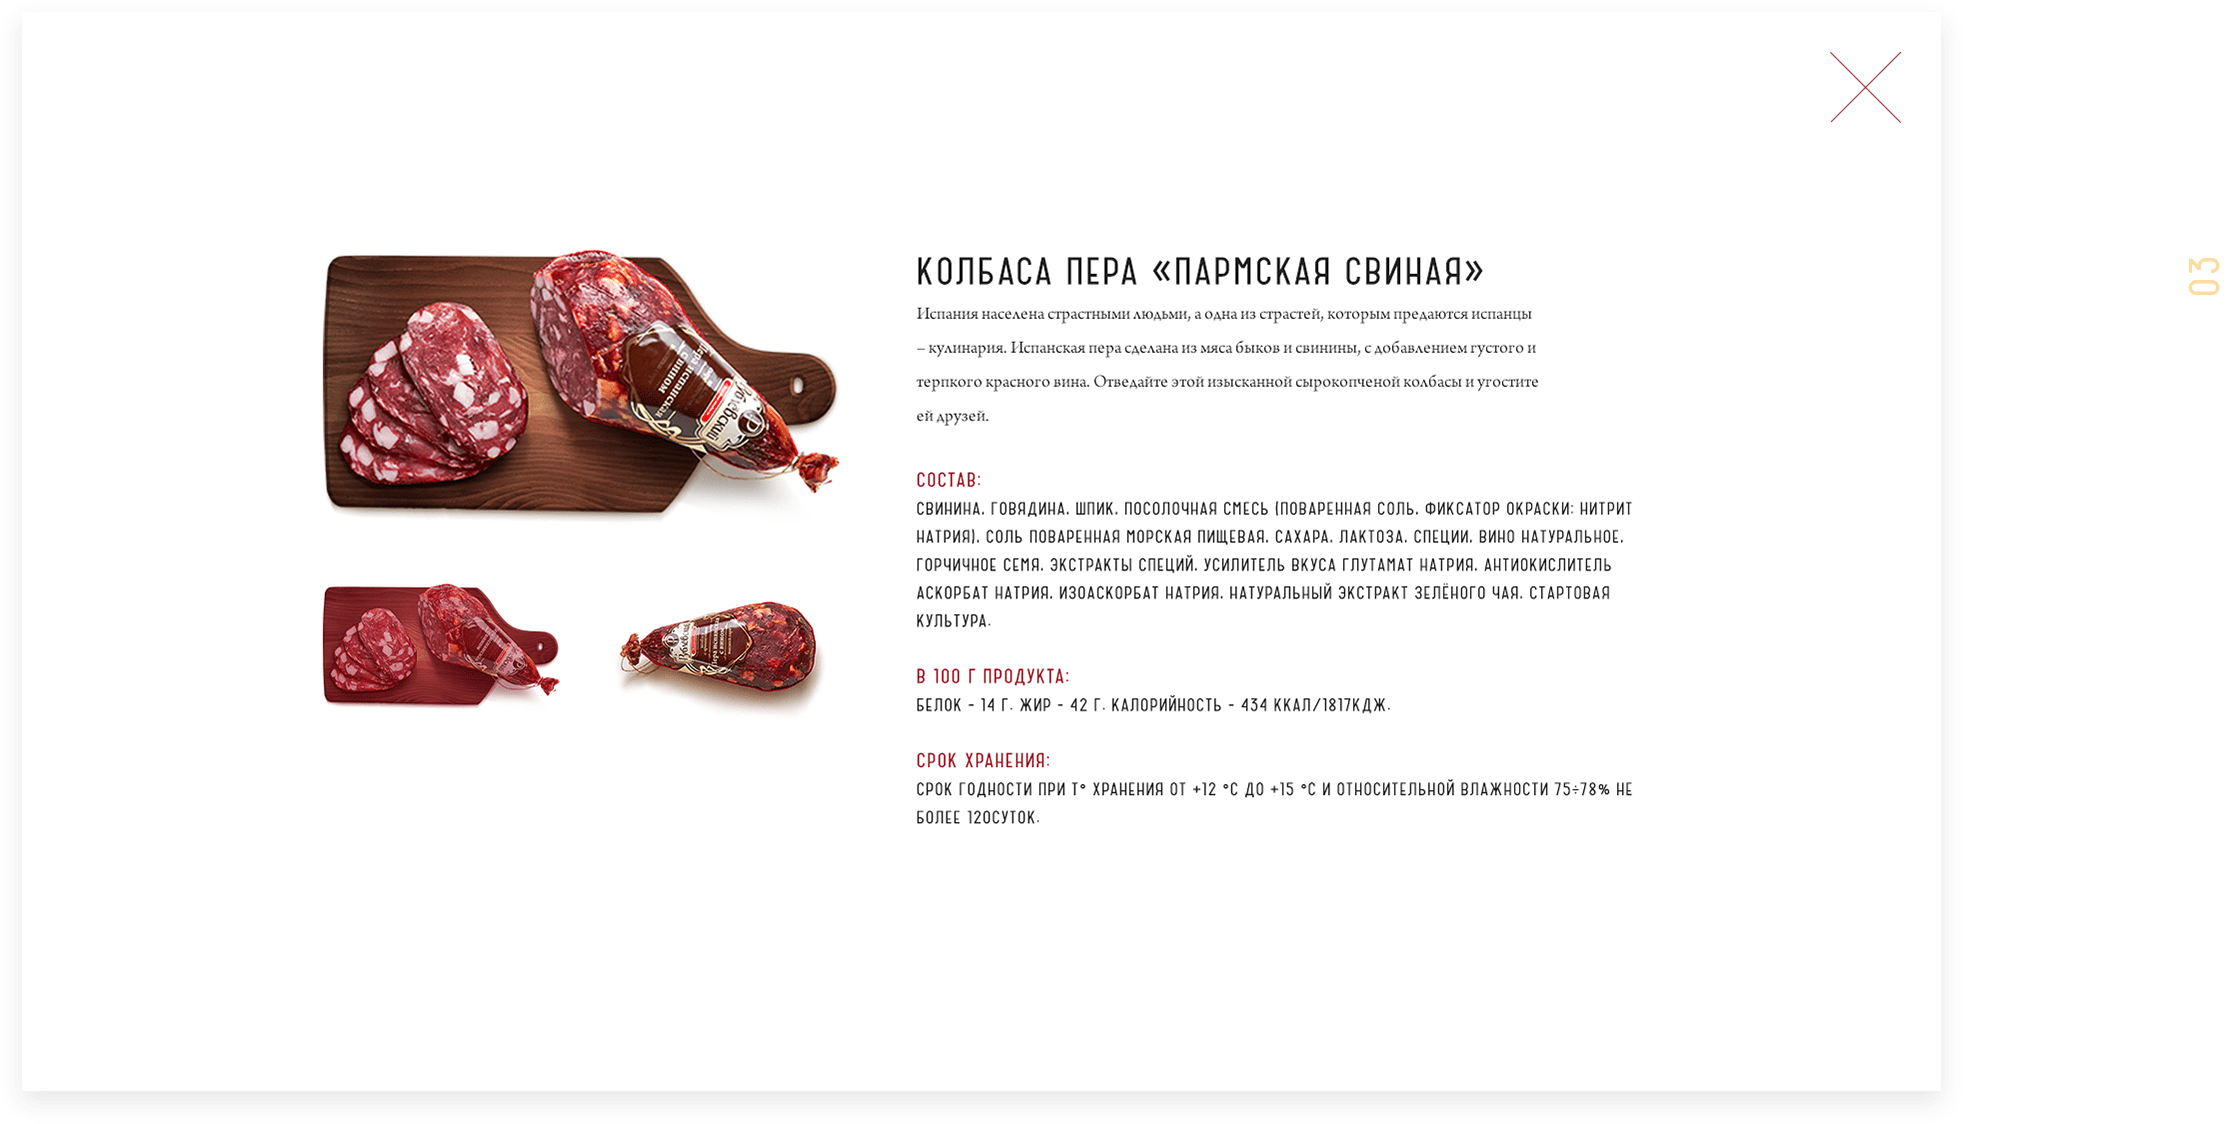 КОЛБАСА ПЕРА «ПАРМСКАЯ СВИНАЯ»
Испания населена страстными людьми, а одна из страстей, которым предаются испанцы
– кулинария. Испанская пера сделана из мяса быков и свинины, с добавлением густого и
терпкого красного вина. Отведайте этой изысканной сырокопченой колбасы и угостите
ей друзей.
СОСТАВ:
СВИНИНА, ГОВЯДИНА, ШПИК, ПОСОЛОЧНАЯ СМЕСЬ (ПОВАРЕННАЯ СОЛЬ, ФИКСАТОР ОКРАСКИ: НИТРИТ
НАТРИЯ), СОЛЬ ПОВАРЕННАЯ МОРСКАЯ ПИЩЕВАЯ, САХАРА, ЛАКТОЗА, СПЕЦИИ, ВИНО НАТУРАЛЬНОЕ,
ГОРЧИЧНОЕ СЕМЯ, ЭКСТРАКТЫ СПЕЦИЙ, УСИЛИТЕЛЬ ВКУСА ГЛУТАМАТ НАТРИЯ, АНТИОКИСЛИТЕЛЬ
АСКОРБАТ НАТРИЯ, ИЗОАСКОРБАТ НАТРИЯ, НАТУРАЛЬНЫЙ ЭКСТРАКТ ЗЕЛЁНОГО ЧАЯ, СТАРТОВАЯ
КУЛЬТУРА.
В 100 Г ПРОДУКТА:
БЕЛОК - 14 Г. ЖИР - 42 Г. КАЛОРИЙНОСТЬ - 434 ККАЛ/1817КДЖ.
СРОК ХРАНЕНИЯ:
СРОК ГОДНОСТИ ПРИ Т° ХРАНЕНИЯ ОТ +12 °С ДО +15 °С И ОТНОСИТЕЛЬНОЙ ВЛАЖНОСТИ 75÷78% НЕ
БОЛЕЕ 120СУТОК.
03